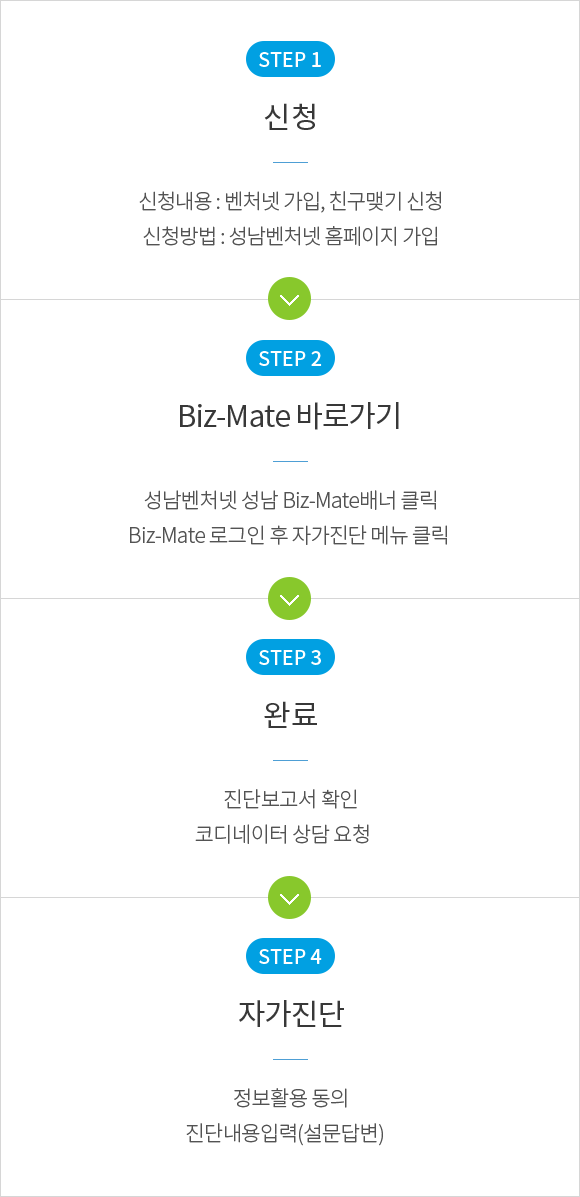 STEP 1
신청
신청내용 : 벤처넷 가입, 친구맺기 신청
신청방법 : 성남벤처넷 홈페이지 가입
STEP 2
Biz-Mate 바로가기
성남벤처넷 성남 Biz-Mate배너 클릭
Biz-Mate 로그인 후 자가진단 메뉴 클릭
STEP 3
완료
진단보고서 확인
코디네이터 상담 요청
STEP 4
자가진단
정보활용 동의
진단내용입력(설문답변)